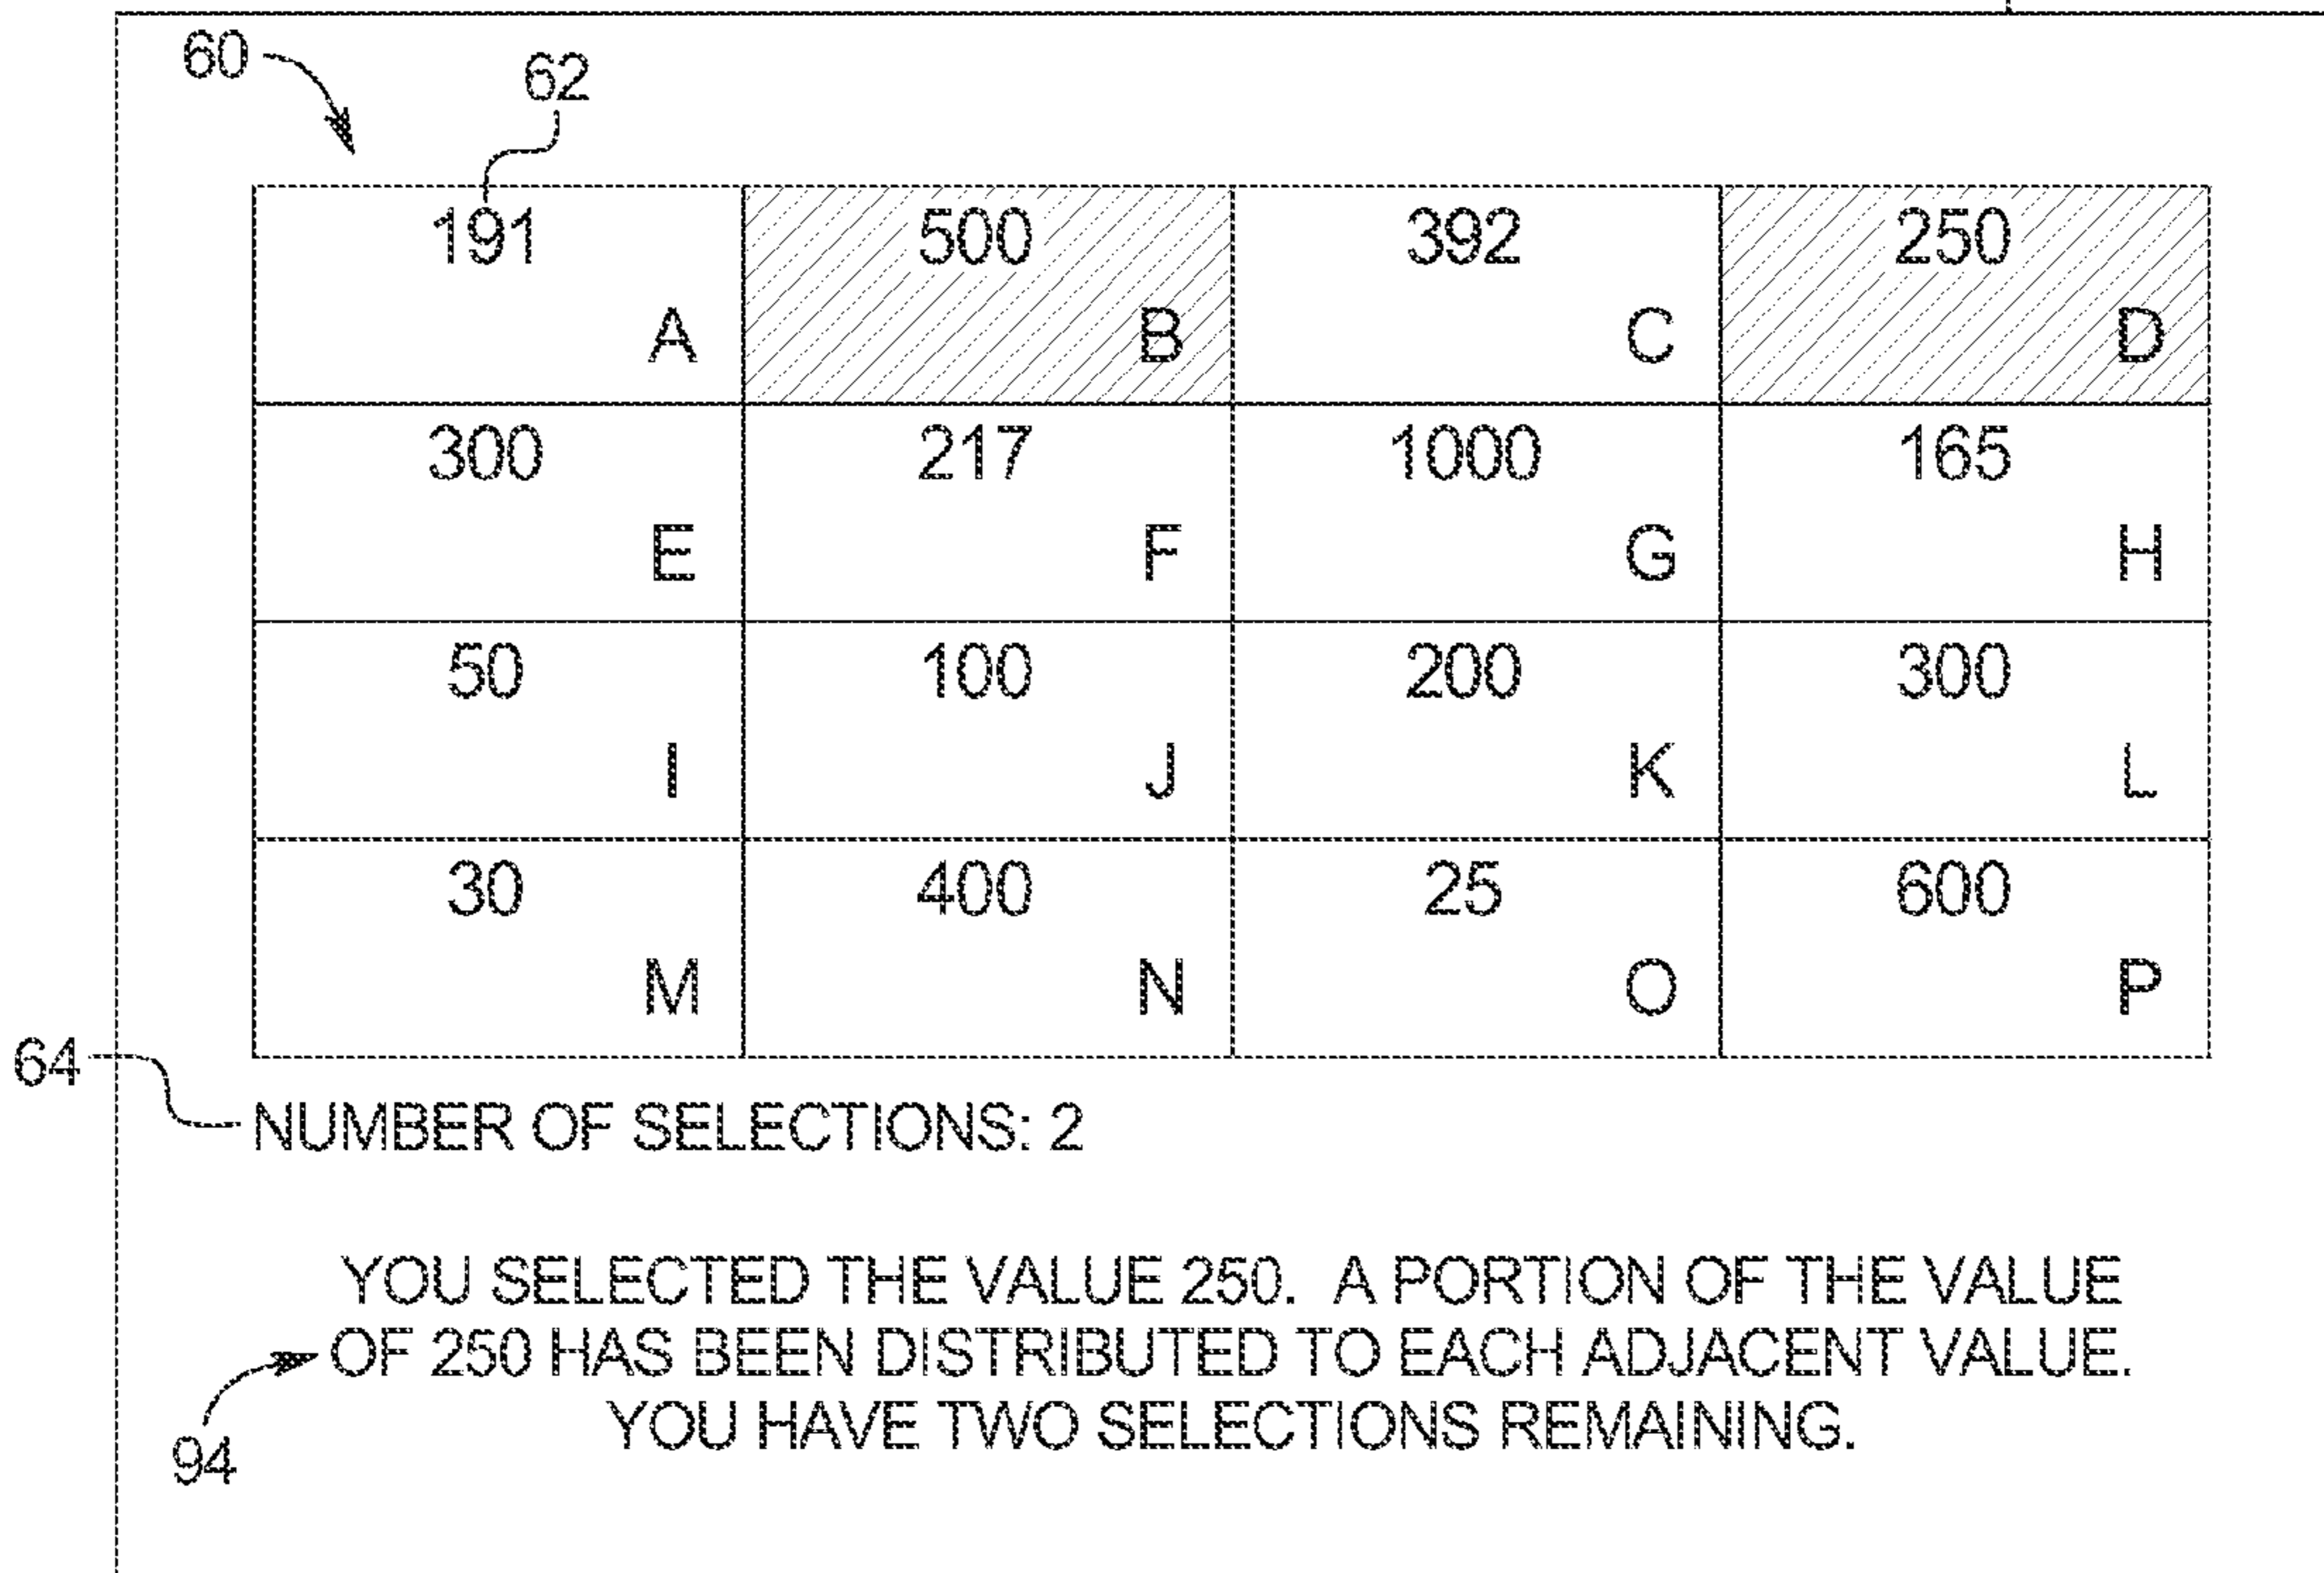 60
62
191 500 392 250
A B C D
300 217 1000 165
E F G H
50 100 200 300
I J K L
30 400 25 600
M N O P
64
NUMBER OF SELECTIONS: 2
YOU SELECTED THE VALUE 250. A PORTION OF THE VALUE
OF 250 HAS BEEN DISTRIBUTED TO EACH ADJACENT VALUE.
YOU HAVE TWO SELECTIONS REMAINING.
94